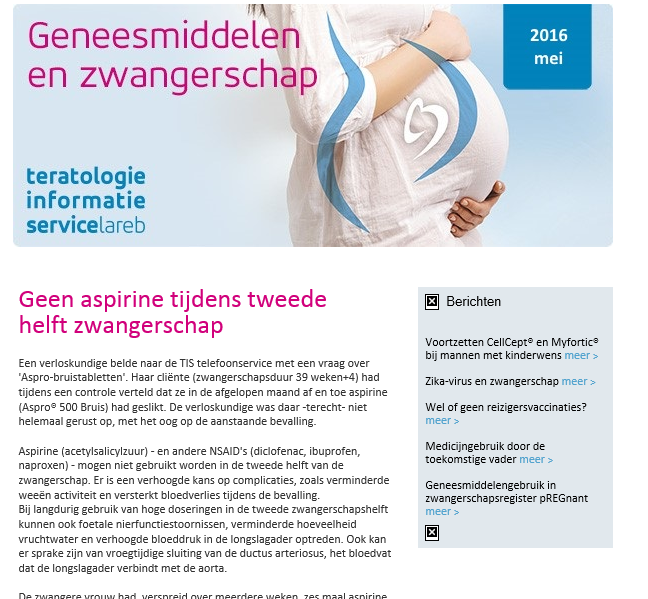 Geneesmiddelen
en zwangerschap
2016
mei
teratologie
informatie
servicelareb
Geen aspirine tijdens tweede
helft zwangerschap
Een verloskundige belde naar de TIS telefoonservice met een vraag over
'Aspro-bruistabletten'. Haar cliënte (zwangerschapsduur 39 weken+4) had
tijdens een controle verteld dat ze in de afgelopen maand af en toe aspirine
(Aspro® 500 Bruis) had geslikt. De verloskundige was daar -terecht- niet
helemaal gerust op, met het oog op de aanstaande bevalling.
Aspirine (acetylsalicylzuur) - en andere NSAID's (diclofenac, ibuprofen,
naproxen) - mogen niet gebruikt worden in de tweede helft van de
zwangerschap. Er is een verhoogde kans op complicaties, zoals verminderde
weeën activiteit en versterkt bloedverlies tijdens de bevalling.
Bij langdurig gebruik van hoge doseringen in de tweede zwangerschapshelft
kunnen ook foetale nierfunctiestoornissen, verminderde hoeveelheid
vruchtwater en verhoogde bloeddruk in de longslagader optreden. Ook kan
er sprake zijn van vroegtijdige sluiting van de ductus arteriosus, het bloedvat
dat de longslagader verbindt met de aorta.
De zwangere vrouw had, verspreid over meerdere weken, zes maal aspirine
Berichten
Voortzetten CellCept® en Myfortic®
bij mannen met kinderwens meer >
Zika-virus en zwangerschap meer >
Wel of geen reizigersvaccinaties?
meer >
Medicijngebruik door de
toekomstige vader meer >
Geneesmiddelengebruik in
zwangerschapsregister pREGnant
meer >